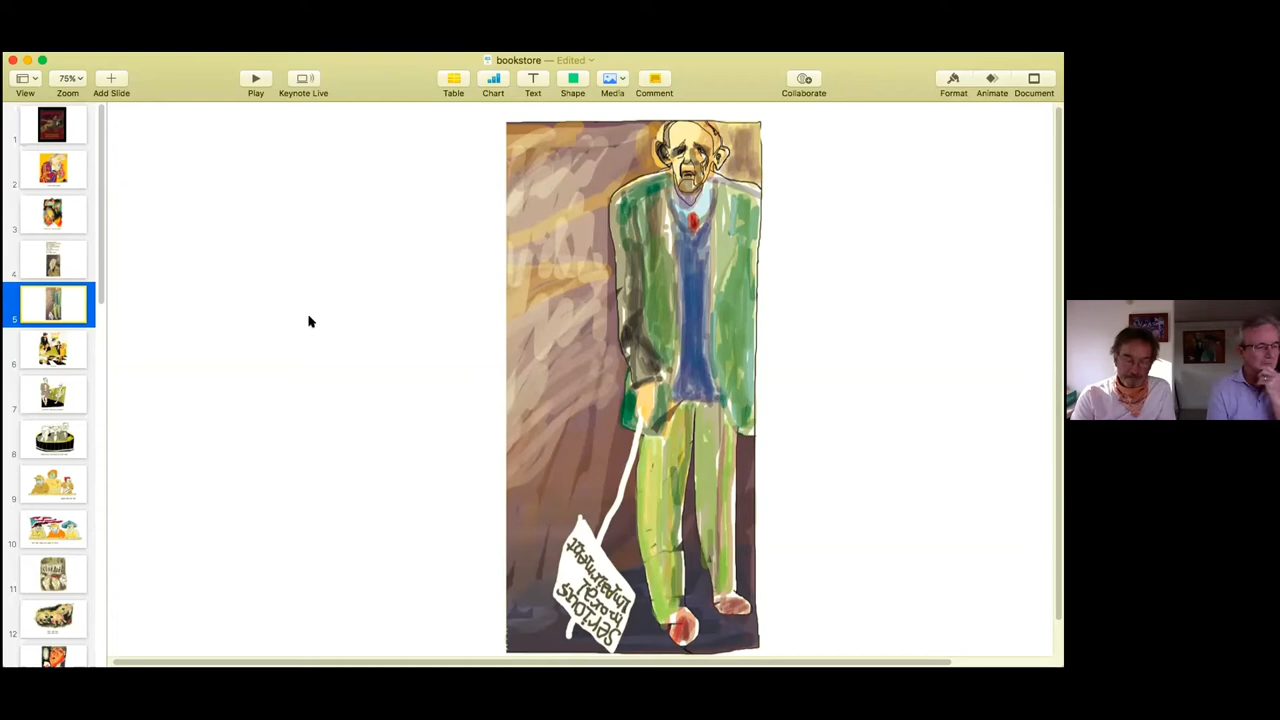 bookstore — Edited
75%
View
Zoom
Add Slide
Play
Keynote Live
Table
Chart
Text
Shape
Media
Comment
Collaborate
Format
Animate
Document
1
2
3
4
5
6
7
8
9
10
11
12
Serious
moral
impairment